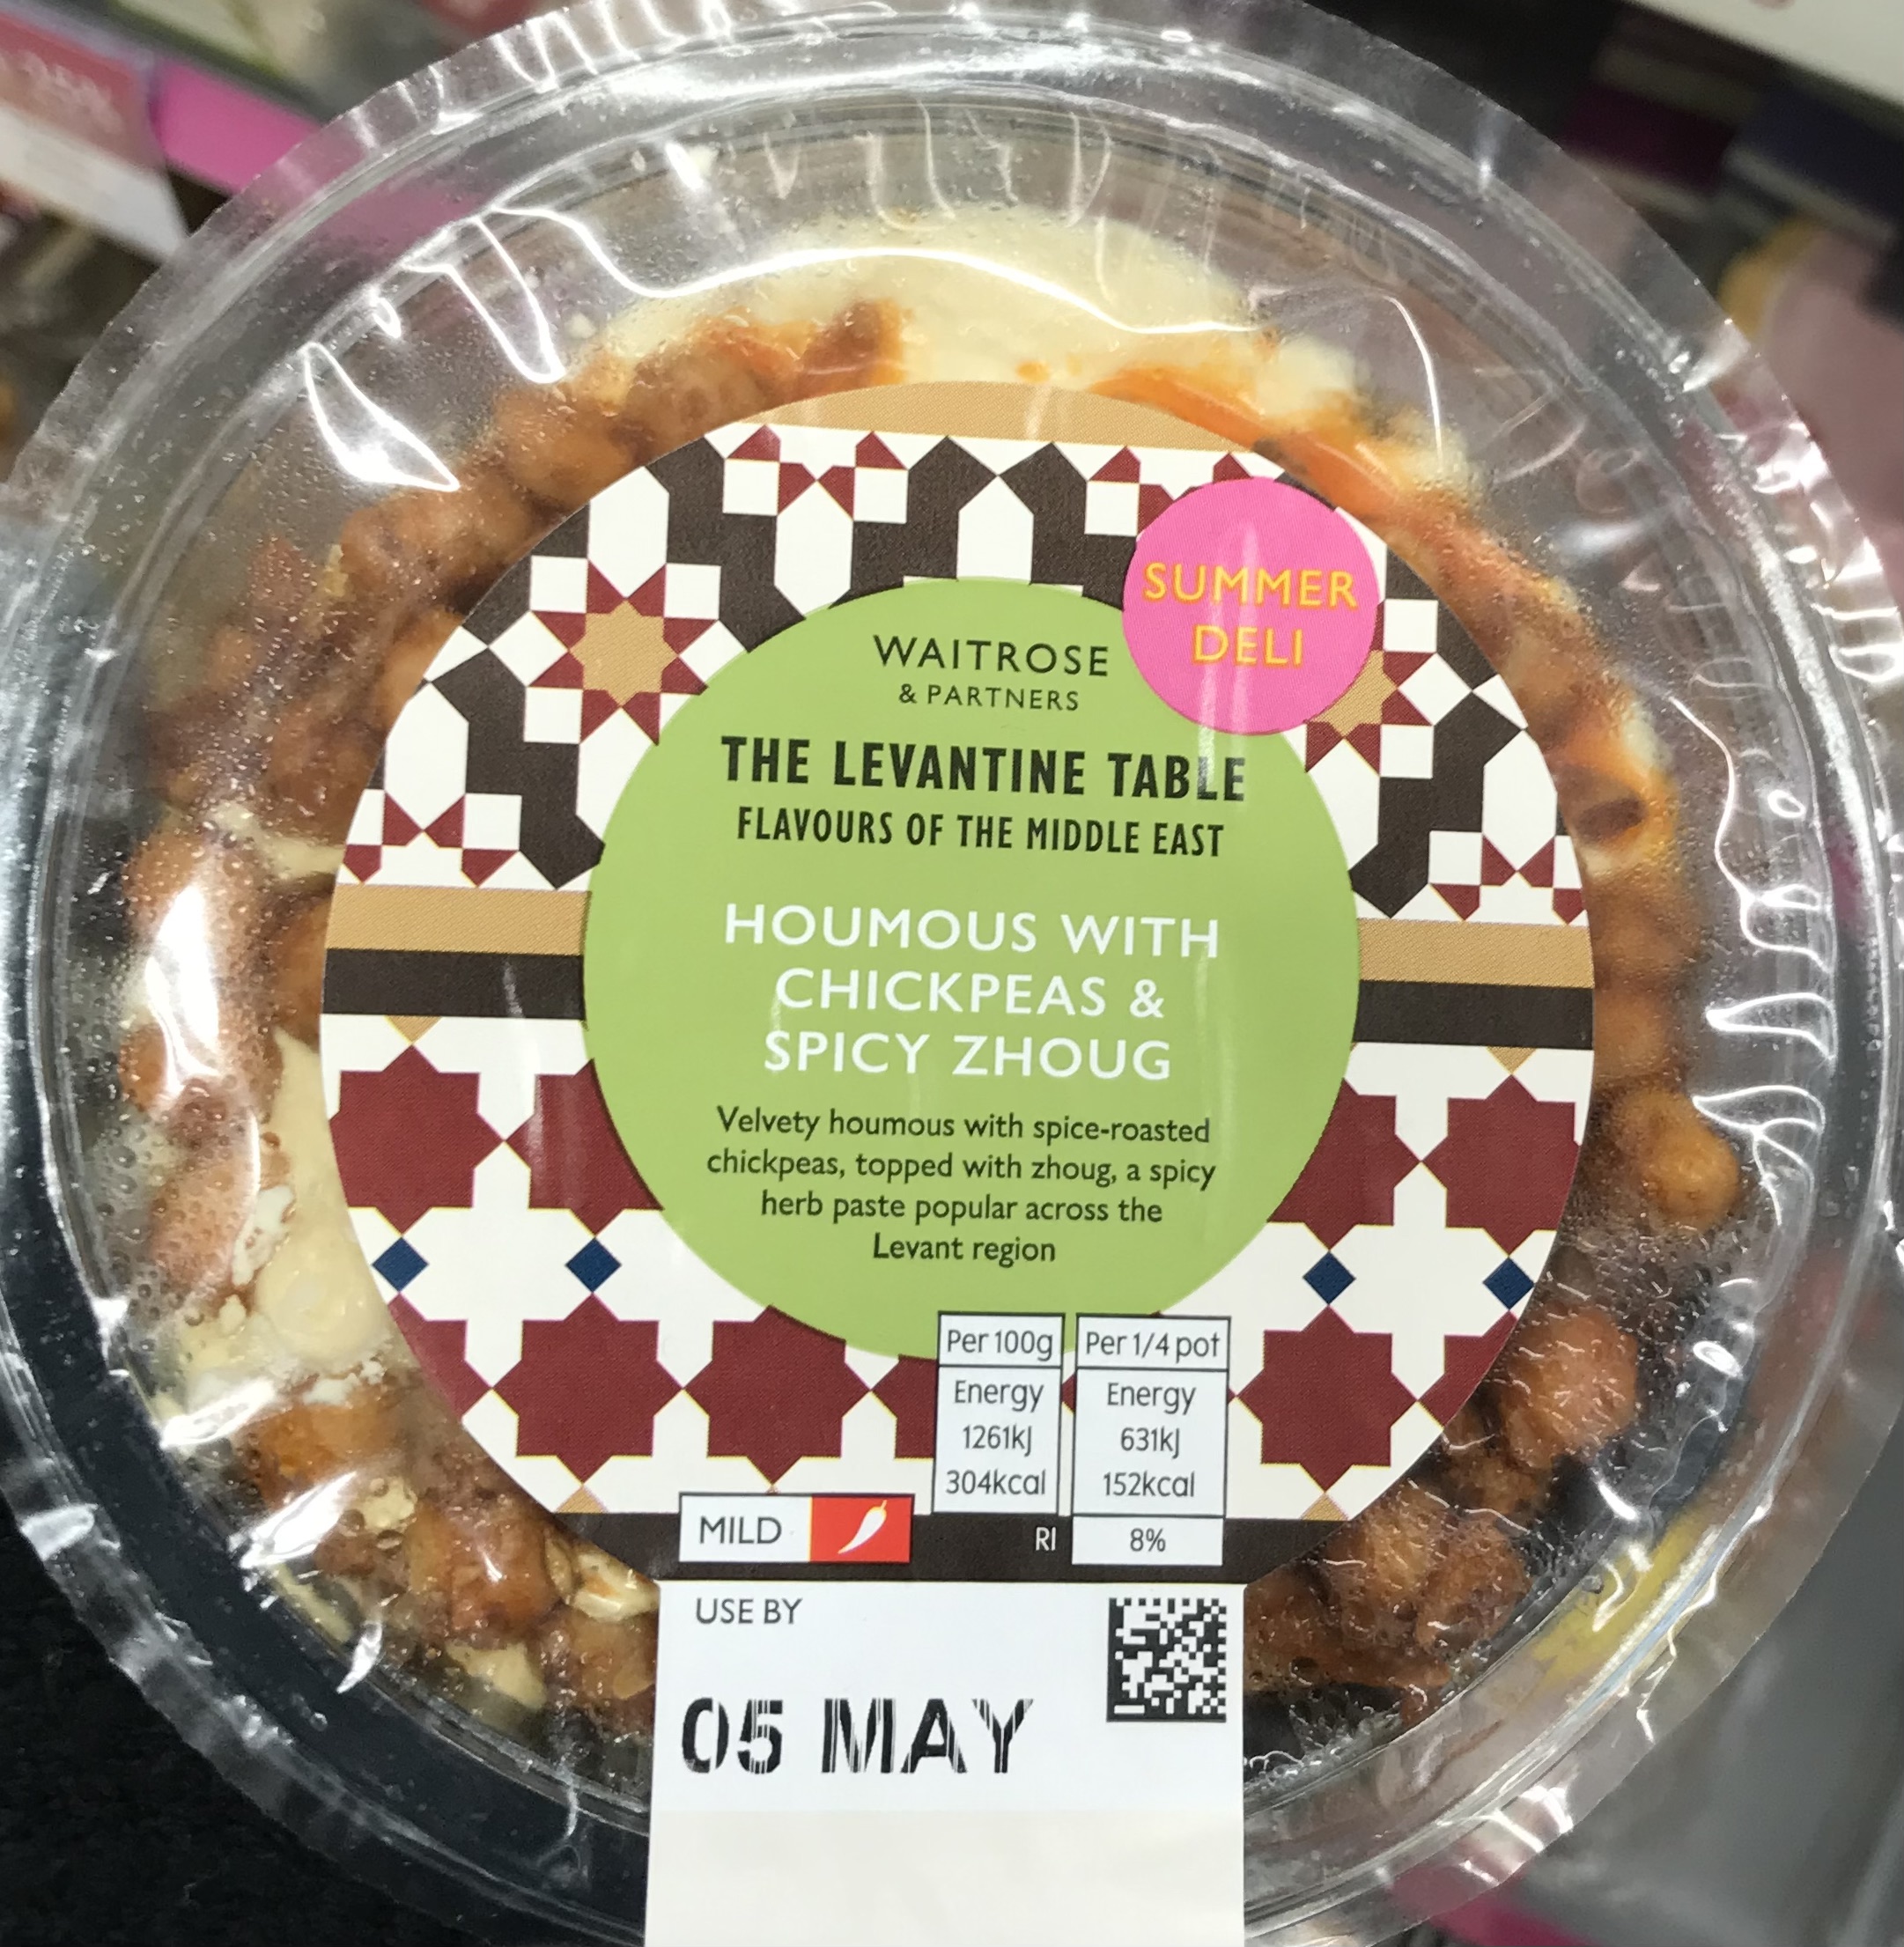 SUMMER
DELI
WAITROSE
& PARTNERS
THE LEVANTINE TABLE
FLAVOURS OF THE MIDDLE EAST
HOUMOUS WITH
CHICKPEAS &
SPICY ZHOUG
Velvety houmous with spice-roasted
chickpeas, topped with zhoug, a spicy
herb paste popular across the
Levant region
Per 100g
Energy
1261kJ
304kcal
Per 1/4 pot
Energy
631kJ
152kcal
RI 8%
MILD
USE BY
05 MAY